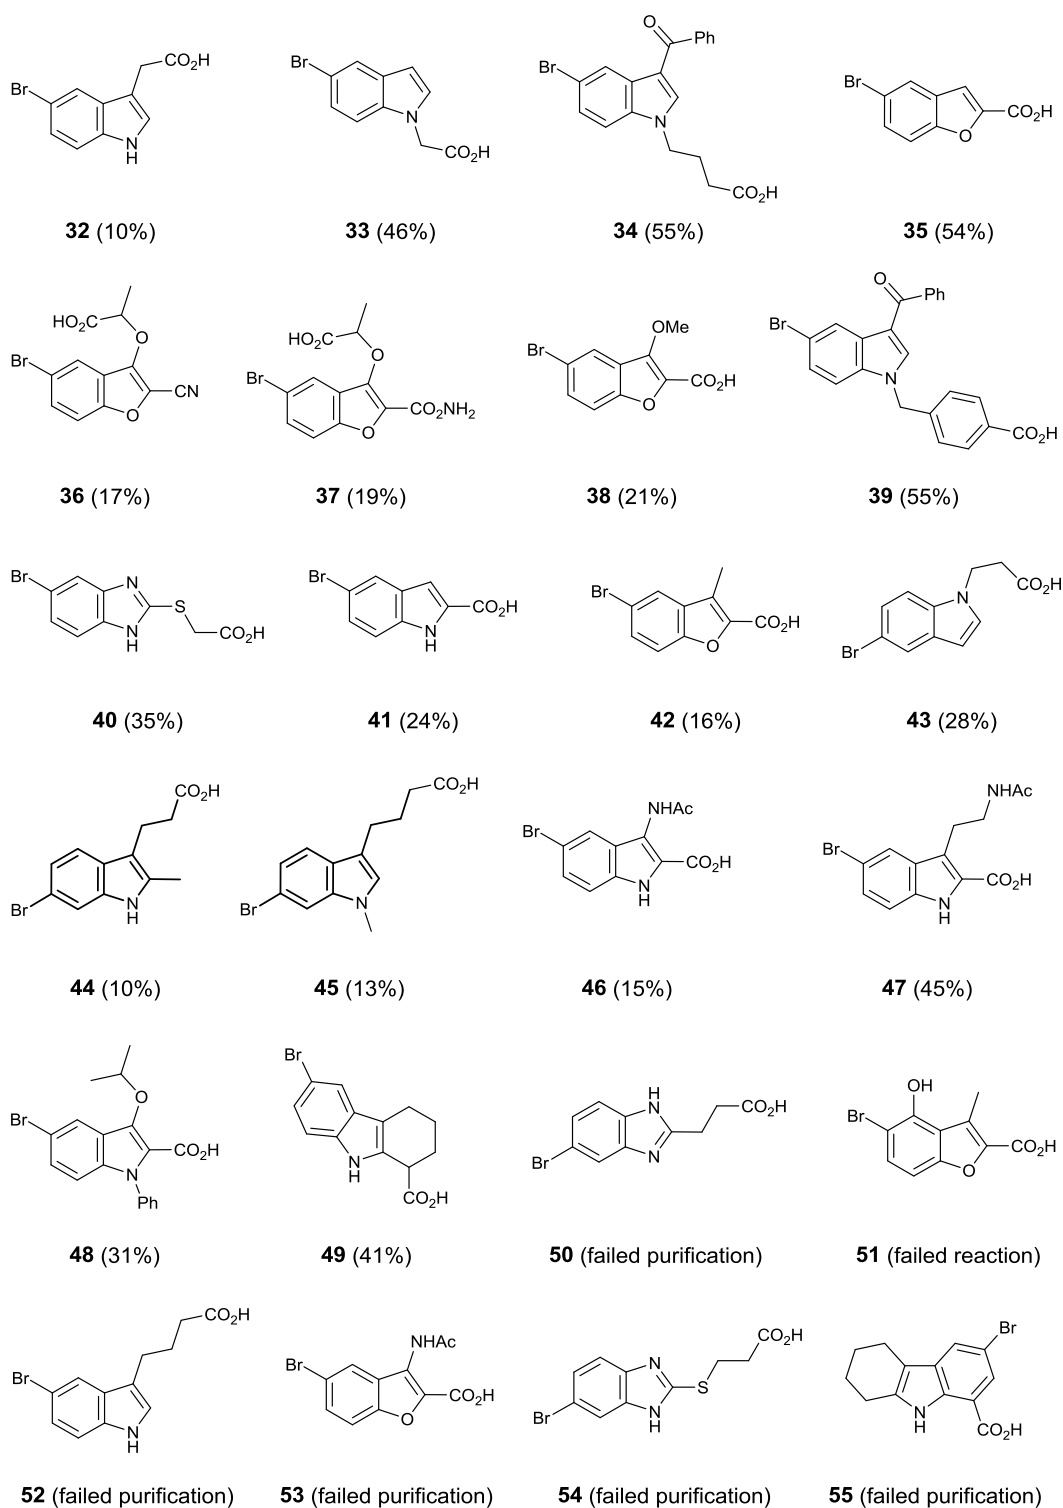 CO2H
Br
N
H
32 (10%)
Br
N
CO2H
33 (46%)
O
Ph
Br
N
CO2H
34 (55%)
Br
CO2H
O
35 (54%)
HO2C
O
Br
CN
O
36 (17%)
HO2C
O
Br
CO2NH2
O
37 (19%)
OMe
Br
CO2H
O
38 (21%)
O
Ph
Br
N
CO2H
39 (55%)
Br
N
S
N
H
CO2H
40 (35%)
Br
CO2H
N
H
41 (24%)
Br
CO2H
O
42 (16%)
CO2H
N
Br
43 (28%)
CO2H
Br
N
H
44 (10%)
CO2H
Br
N
45 (13%)
NHAc
Br
CO2H
N
H
46 (15%)
NHAc
Br
CO2H
N
H
47 (45%)
O
Br
CO2H
N
Ph
48 (31%)
Br
N
H
CO2H
49 (41%)
H
N
CO2H
Br
N
50 (failed purification)
OH
Br
CO2H
O
51 (failed reaction)
CO2H
Br
N
H
52 (failed purification)
NHAc
Br
CO2H
O
53 (failed purification)
CO2H
N
S
Br
N
H
54 (failed purification)
Br
N
H
CO2H
55 (failed purification)